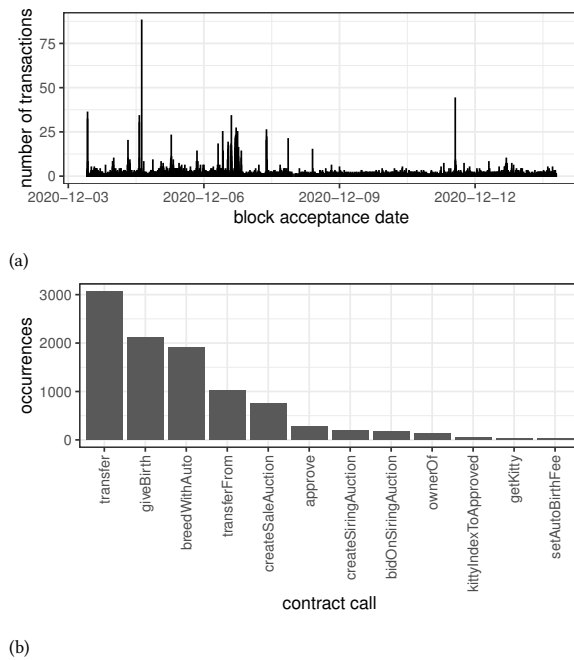 number of transactions
75
50
25
0
2020−12−03
2020−12−06
2020−12−09
2020−12−12
block acceptance date
(a)
occurrences
3000
2000
1000
0
transfer
giveBirth
breedWithAuto
transferFrom
createSaleAuction
approve
createSiringAuction
bidOnSiringAuction
ownerOf
kittyIndexToApproved
getKitty
setAutoBirthFee
contract call
(b)